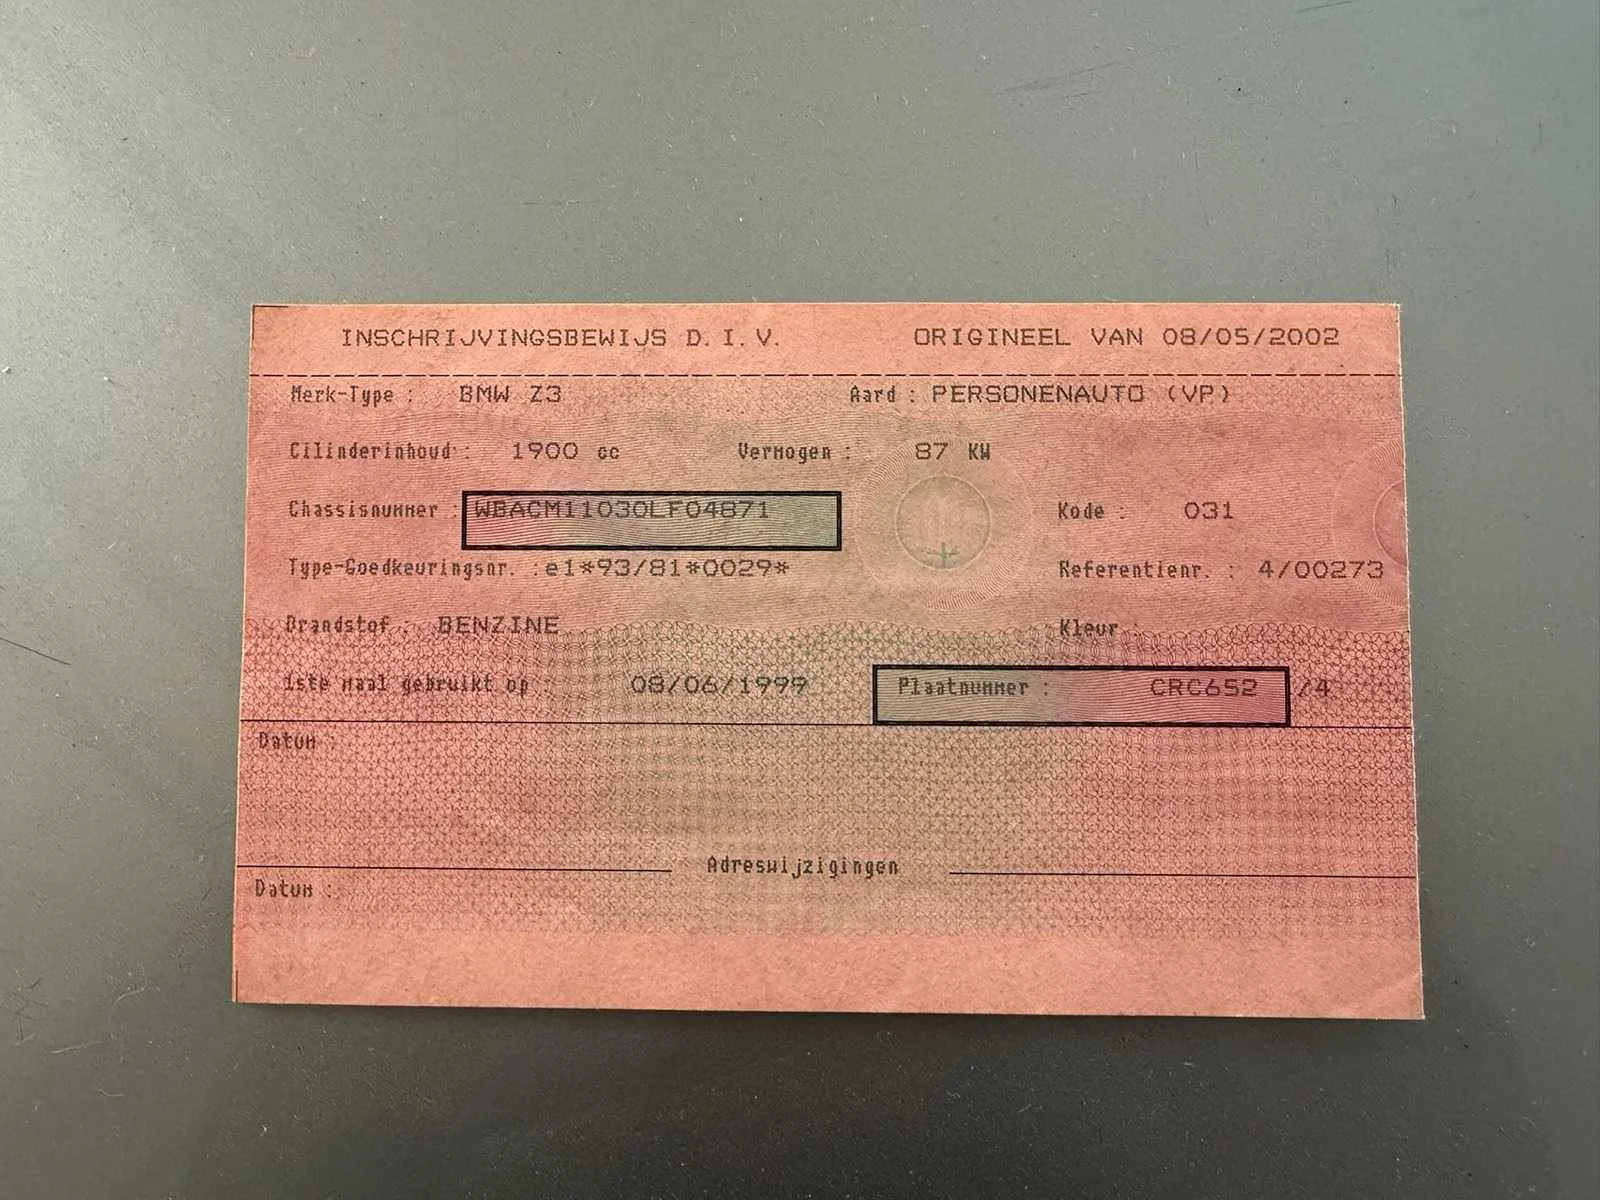 INSCHRIJVINGSBEWIJS D.I.V. ORIGINEEL VAN 08/05/2002
Merk-Type : BMW Z3 Aard : PERSONENAUTO (VP)
Cilinderinhoud : 1900 cc Vermogen : 87 KW
Chassisnummer : WBACM11030LF04871 Kode : 031
Type-Goedkeuringsnr. : e1*93/81*0029* Referentienr. : 4/00273
Brandstof : BENZINE Kleur :
1ste maal gebruikt op : 08/06/1999 Plaatnummer : CRC652 /4
Datum :
Adreswijzigingen
Datum :